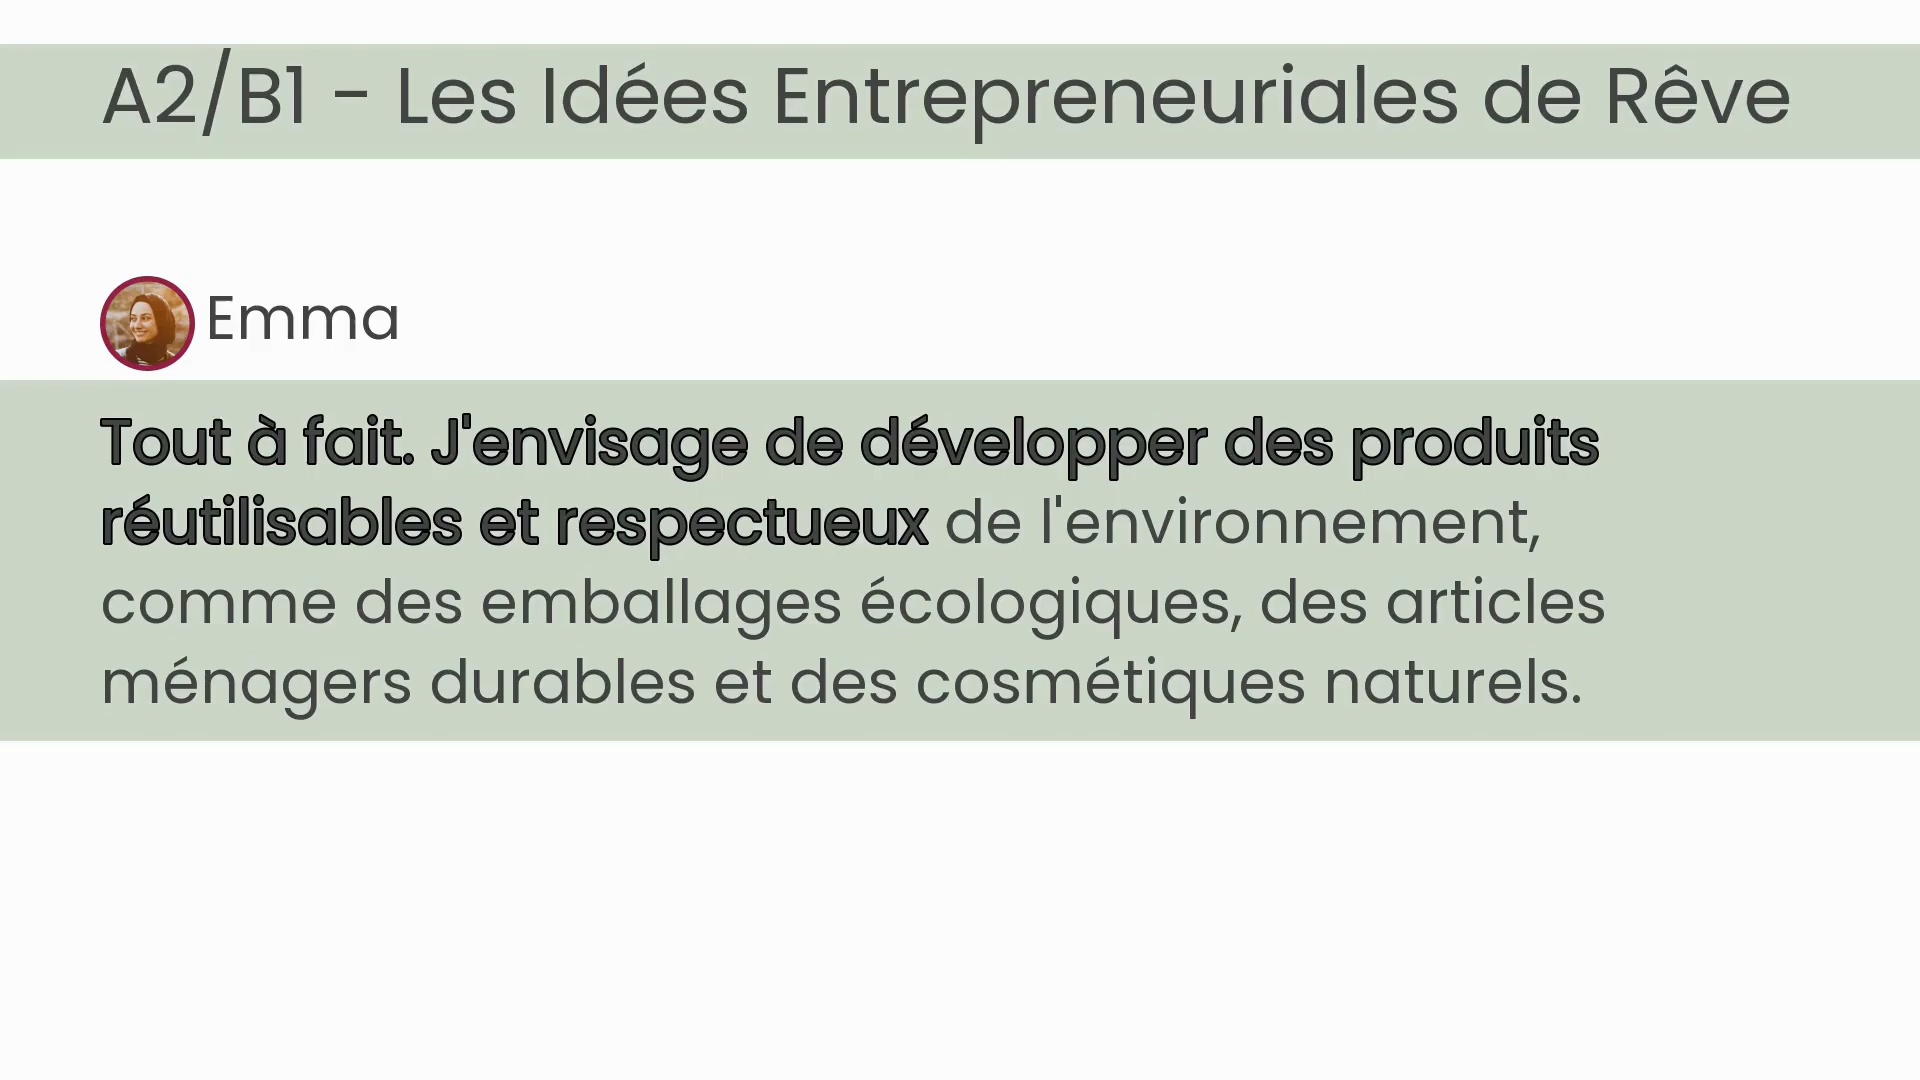 A2/B1 - Les Idées Entrepreneuriales de Rêve
Emma
Tout à fait. J'envisage de développer des produits
réutilisables et respectueux de l'environnement,
comme des emballages écologiques, des articles
ménagers durables et des cosmétiques naturels.